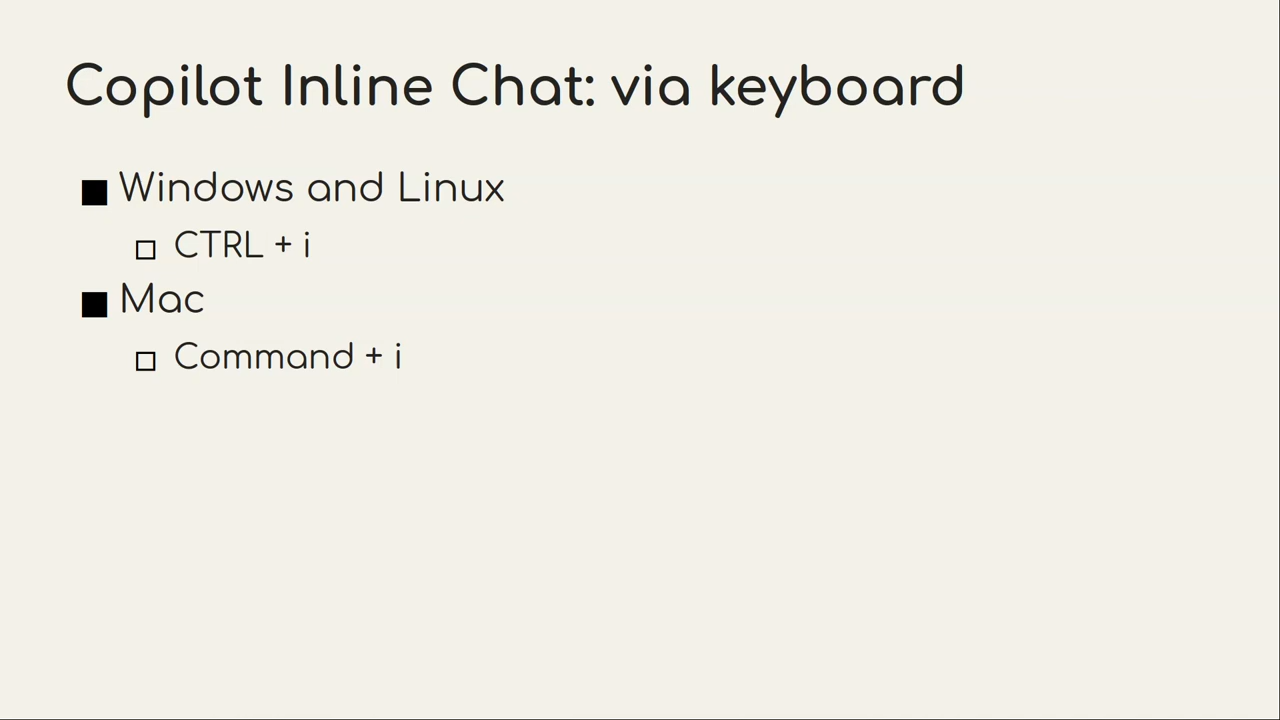 Copilot Inline Chat: via keyboard
Windows and Linux
CTRL + i
Mac
Command + i